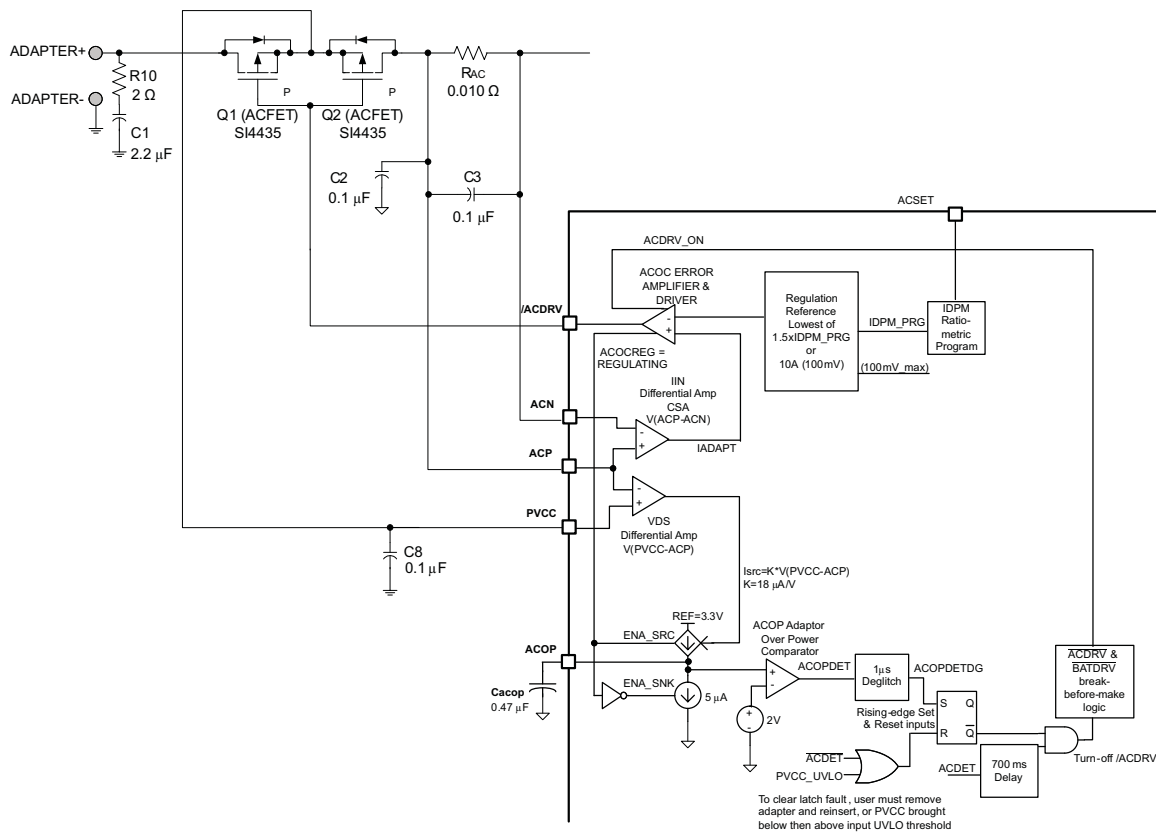 ADAPTER+
ADAPTER-
R10
2 Ω
C1
2.2 µF
P
Q1 (ACFET)
SI4435
P
Q2 (ACFET)
SI4435
RAC
0.010 Ω
C2
0.1 µF
C3
0.1 µF
ACSET
ACDRV_ON
ACOC ERROR
AMPLIFIER &
DRIVER
/ACDRV
-
+
ACOCREG =
REGULATING
Regulation
Reference
Lowest of
1.5xIDPM_PRG
or
10A (100mV)
IDPM_PRG
(100mV_max)
IDPM
Ratio-
metric
Program
IIN
Differential Amp
CSA
V(ACP-ACN)
ACN
-
+
IADAPT
ACP
-
+
PVCC
VDS
Differential Amp
V(PVCC-ACP)
C8
0.1 µF
Isrc=K*V(PVCC-ACP)
K=18 µA/V
REF=3.3V
ENA_SRC
ACOP
Cacop
0.47 µF
ENA_SNK
5 µA
ACOP Adaptor
Over Power
Comparator
+
-
+
-
2V
ACOPDET
1µs
Deglitch
ACOPDETDG
Rising-edge Set
& Reset inputs
S Q
R Q
ACDET
PVCC_UVLO
ACDET
700 ms
Delay
ACDRV &
BATDRV
break-
before-make
logic
Turn-off /ACDRV
To clear latch fault, user must remove
adapter and reinsert, or PVCC brought
below then above input UVLO threshold